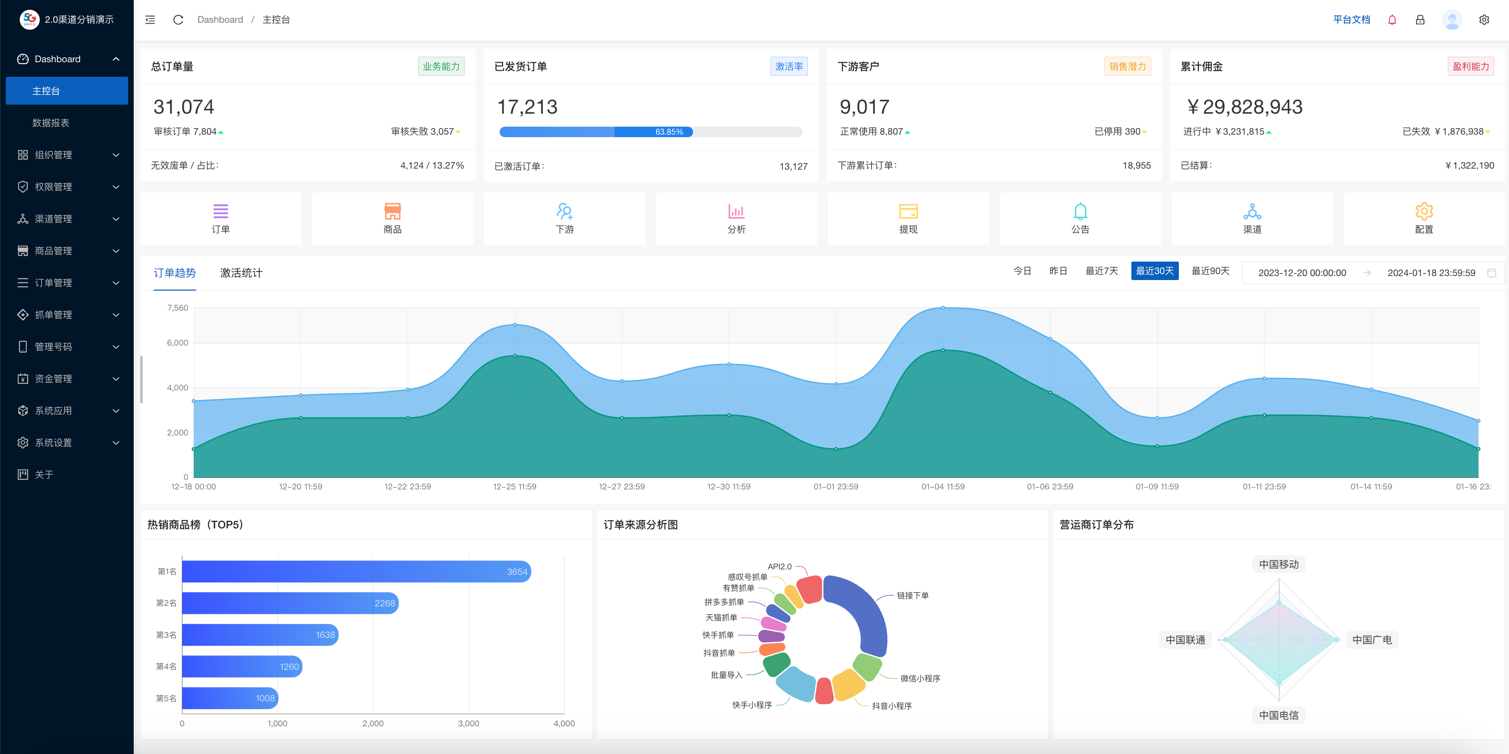 5G
2.0渠道分销演示
Dashboard / 主控台
平台文档
Dashboard
主控台
数据报表
组织管理
权限管理
渠道管理
商品管理
订单管理
抓单管理
管理号码
资金管理
系统应用
系统设置
关于
总订单量 业务能力
31,074
审核订单 7,804 审核失败 3,057
无效废单 / 占比: 4,124 / 13.27%
已发货订单 激活率
17,213
63.85%
已激活订单: 13,127
下游客户 销售潜力
9,017
正常使用 8,807 已停用 390
下游累计订单: 18,955
累计佣金 盈利能力
¥ 29,828,943
进行中 ¥ 3,231,815 已失效 ¥ 1,876,938
已结算: ¥ 1,322,190
订单
商品
下游
分析
提现
公告
渠道
配置
订单趋势 激活统计
今日 昨日 最近7天 最近30天 最近90天 2023-12-20 00:00:00 → 2024-01-18 23:59:59
7,560
6,000
4,000
2,000
0
12-18 00:00 12-20 11:59 12-22 23:59 12-25 11:59 12-27 23:59 12-30 11:59 01-01 23:59 01-04 11:59 01-06 23:59 01-09 11:59 01-11 23:59 01-14 11:59 01-16 23:
热销商品榜（TOP5）
第1名 3654
第2名 2268
第3名 1638
第4名 1260
第5名 1008
0 1,000 2,000 3,000 4,000
订单来源分析图
API2.0
感叹号抓单
有赞抓单
拼多多抓单
天猫抓单
快手抓单
抖音抓单
批量导入
快手小程序
链接下单
微信小程序
抖音小程序
营运商订单分布
中国移动
中国联通
中国广电
中国电信